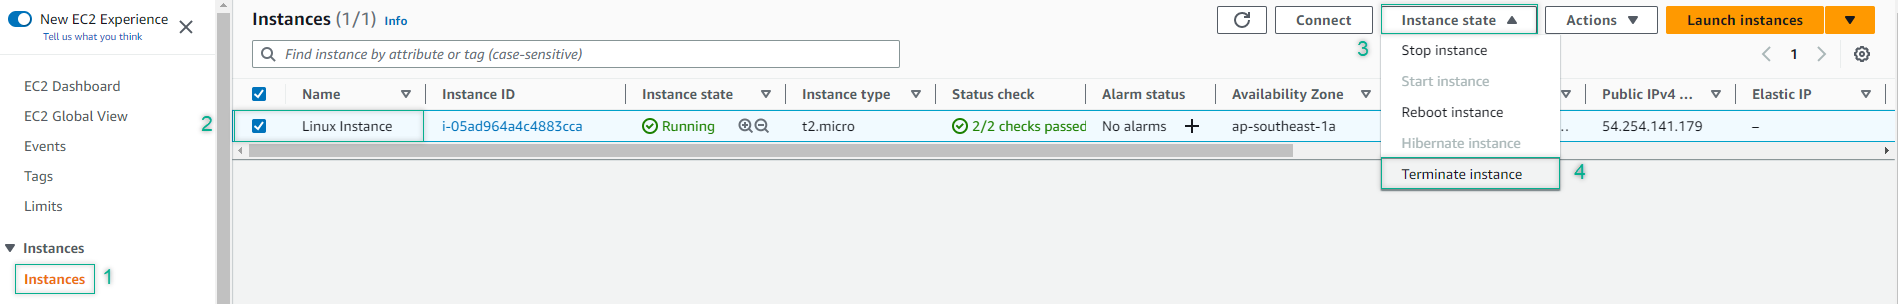 New EC2 Experience
Tell us what you think
EC2 Dashboard
EC2 Global View
Events
Tags
Limits
Instances
Instances 1
Instances (1/1) Info
Connect
Instance state
Actions
Launch instances
Find instance by attribute or tag (case-sensitive)
3
Stop instance
Start instance
Reboot instance
Hibernate instance
Terminate instance 4
1
Name Instance ID Instance state Instance type Status check Alarm status Availability Zone Public IPv4 ... Elastic IP
2 Linux Instance i-05ad964a4c4883cca Running t2.micro 2/2 checks passed No alarms + ap-southeast-1a ... 54.254.141.179 –